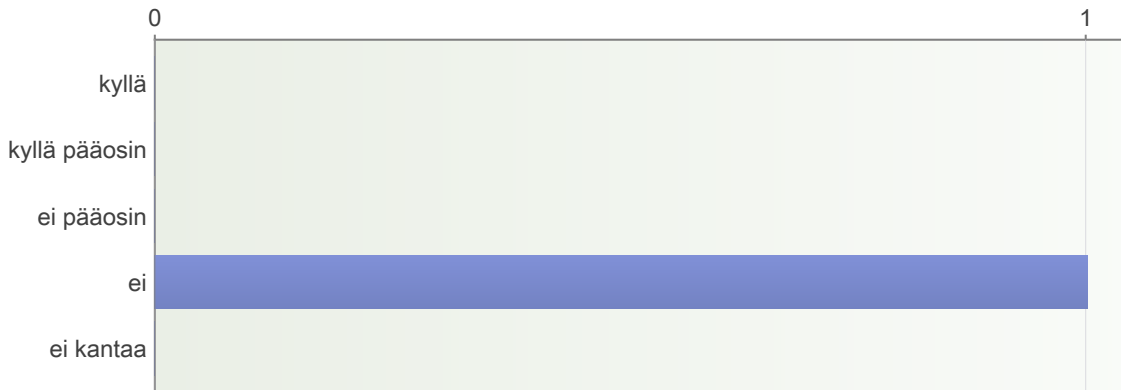 0 1
kyllä
kyllä pääosin
ei pääosin
ei
ei kantaa